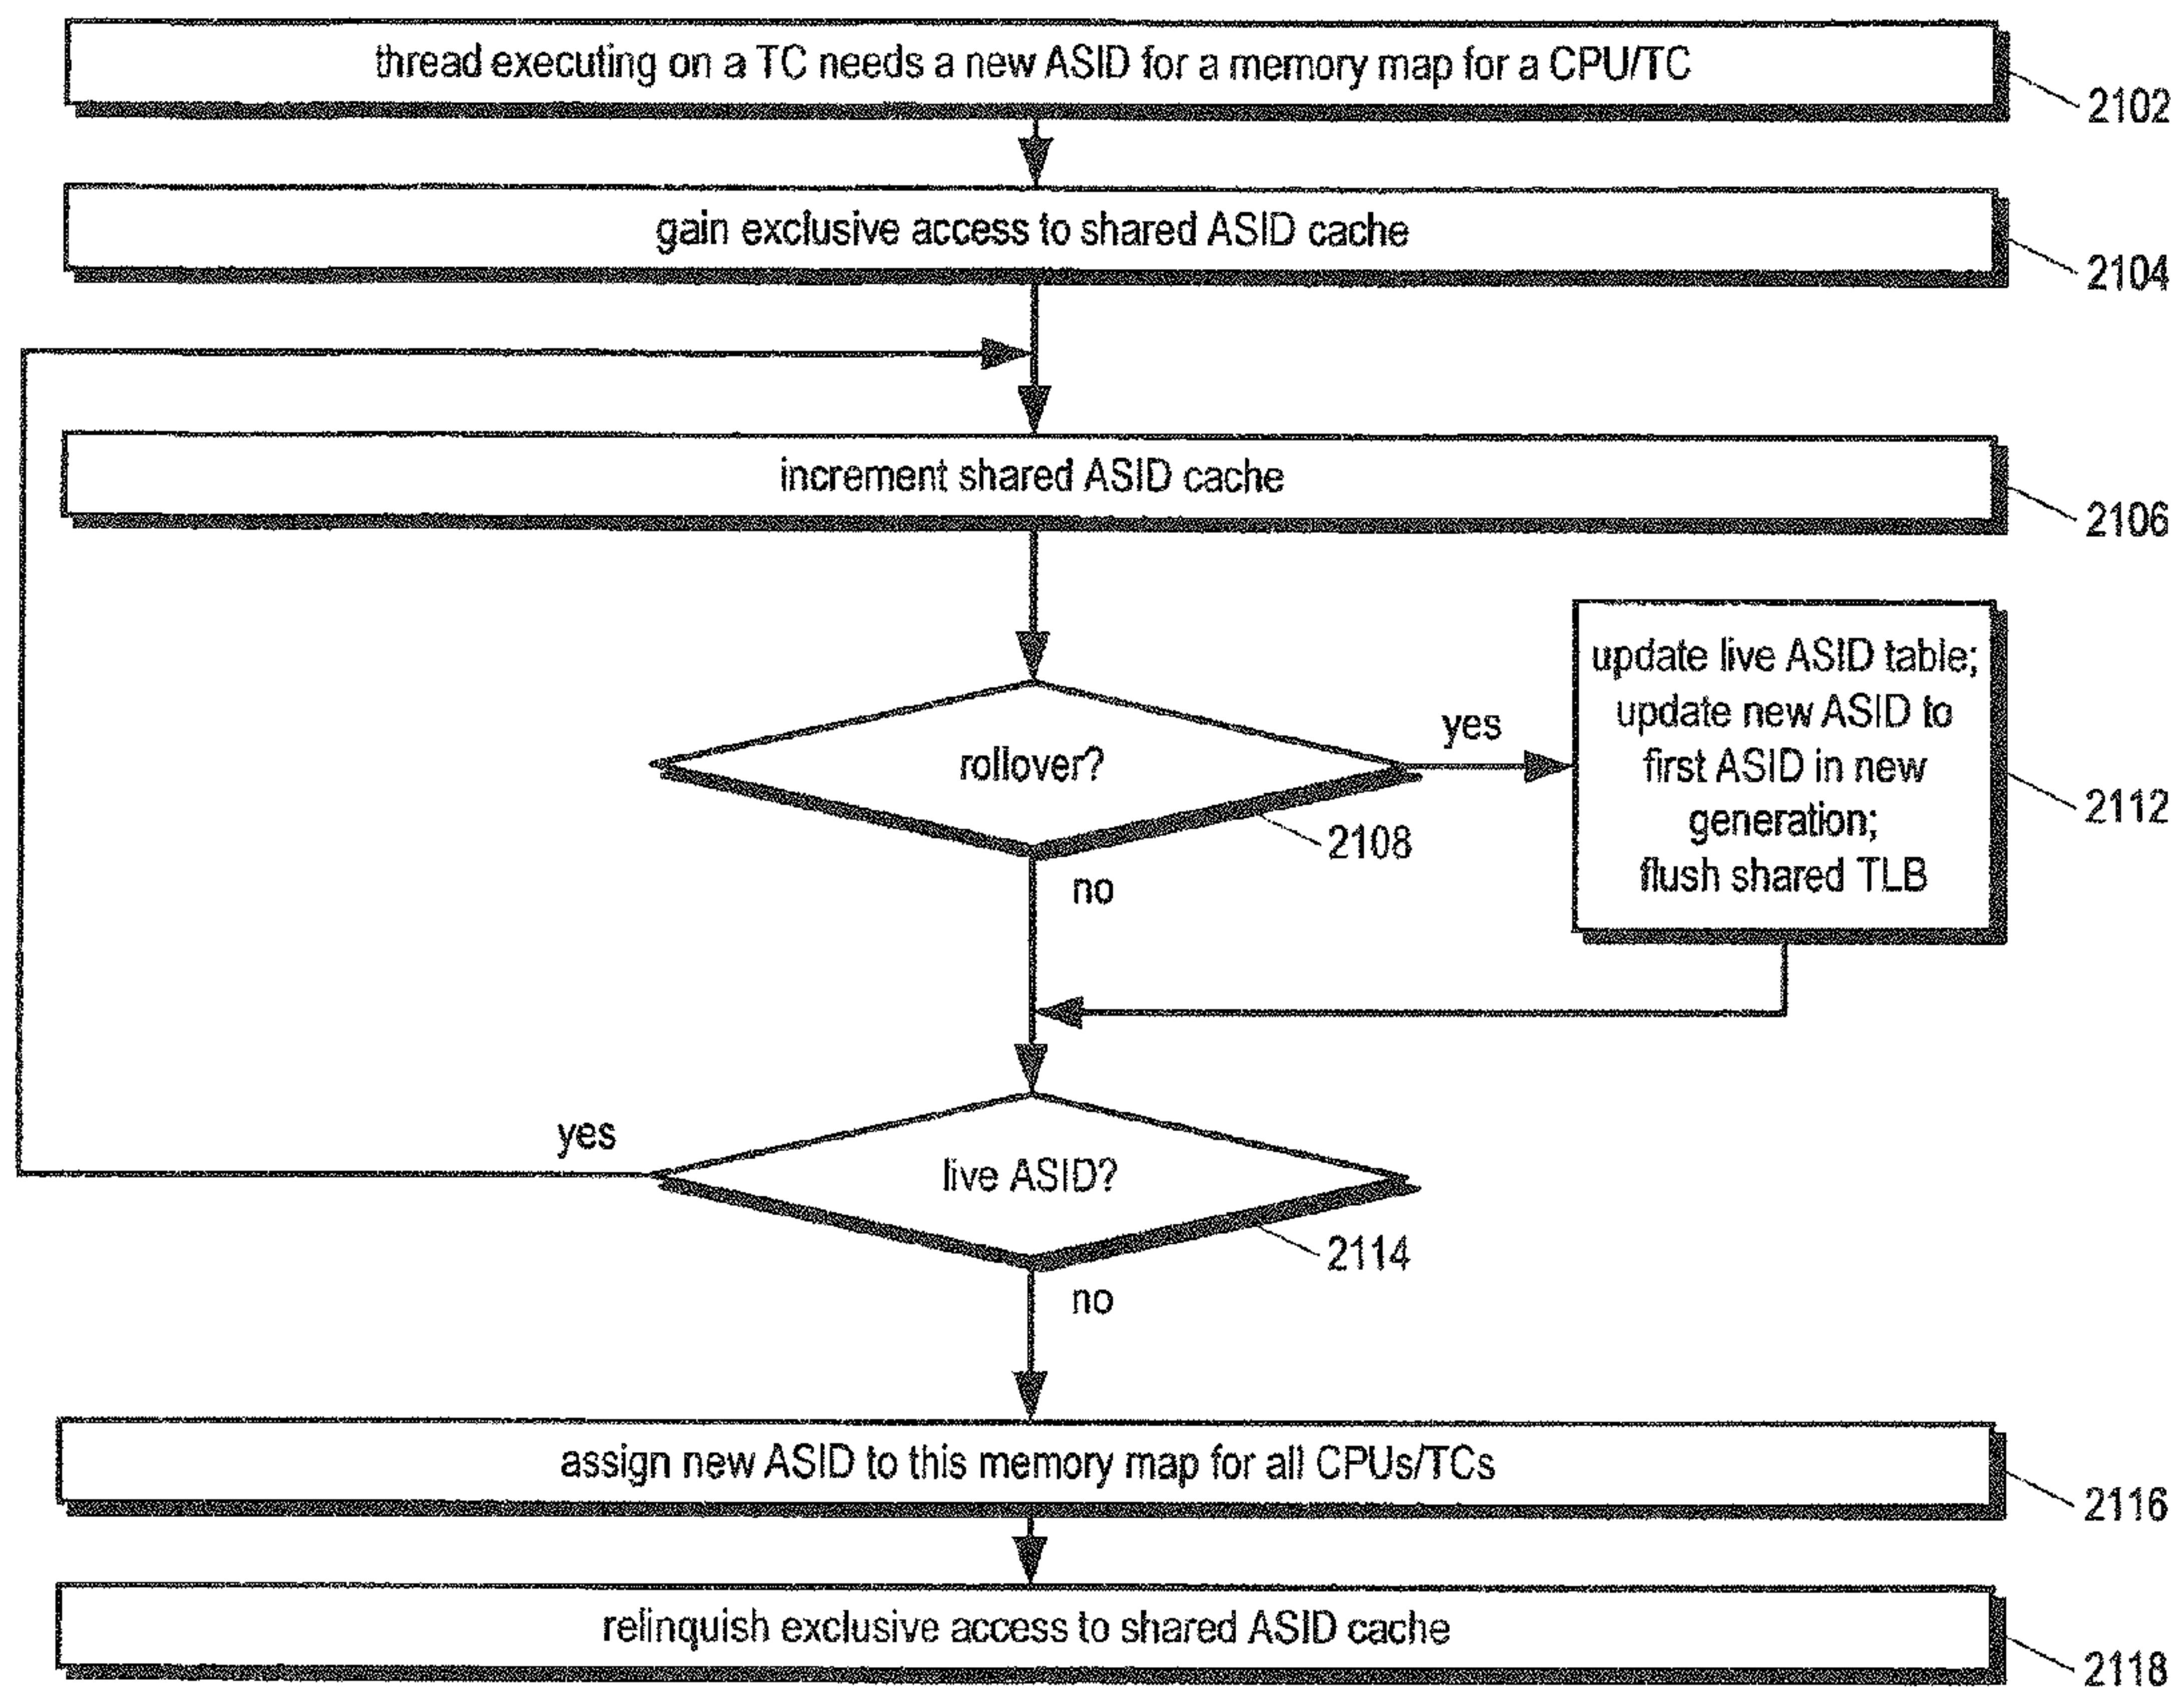 thread executing on a TC needs a new ASID for a memory map for a CPU/TC
2102
gain exclusive access to shared ASID cache
2104
increment shared ASID cache
2106
rollover?
yes
2108
no
update live ASID table;
update new ASID to
first ASID in new
generation;
flush shared TLB
2112
yes
live ASID?
2114
no
assign new ASID to this memory map for all CPUs/TCs
2116
relinquish exclusive access to shared ASID cache
2118